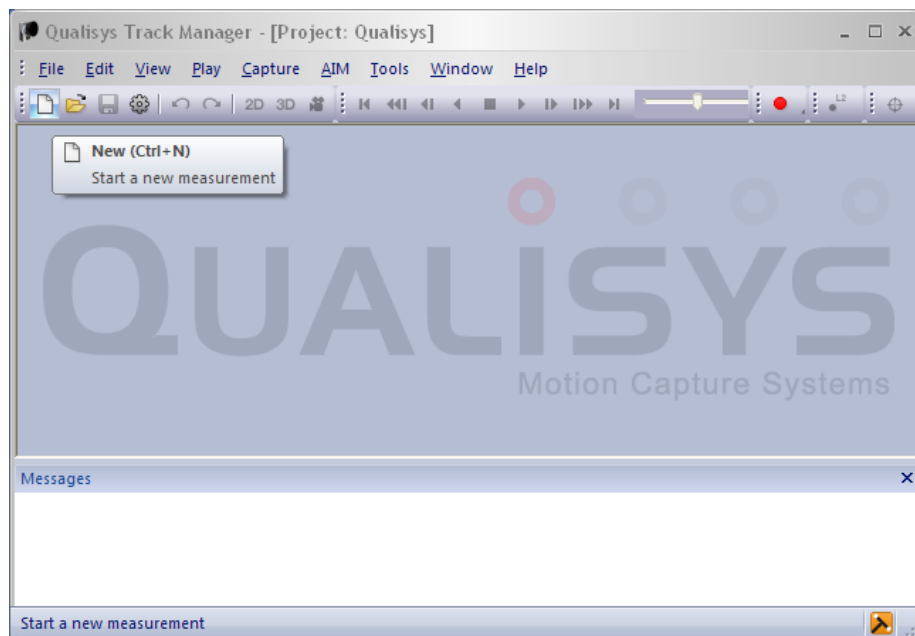 Qualisys Track Manager - [Project: Qualisys]
File Edit View Play Capture AIM Tools Window Help
2D 3D L2
New (Ctrl+N)
Start a new measurement
QUALISYS
Motion Capture Systems
Messages
Start a new measurement